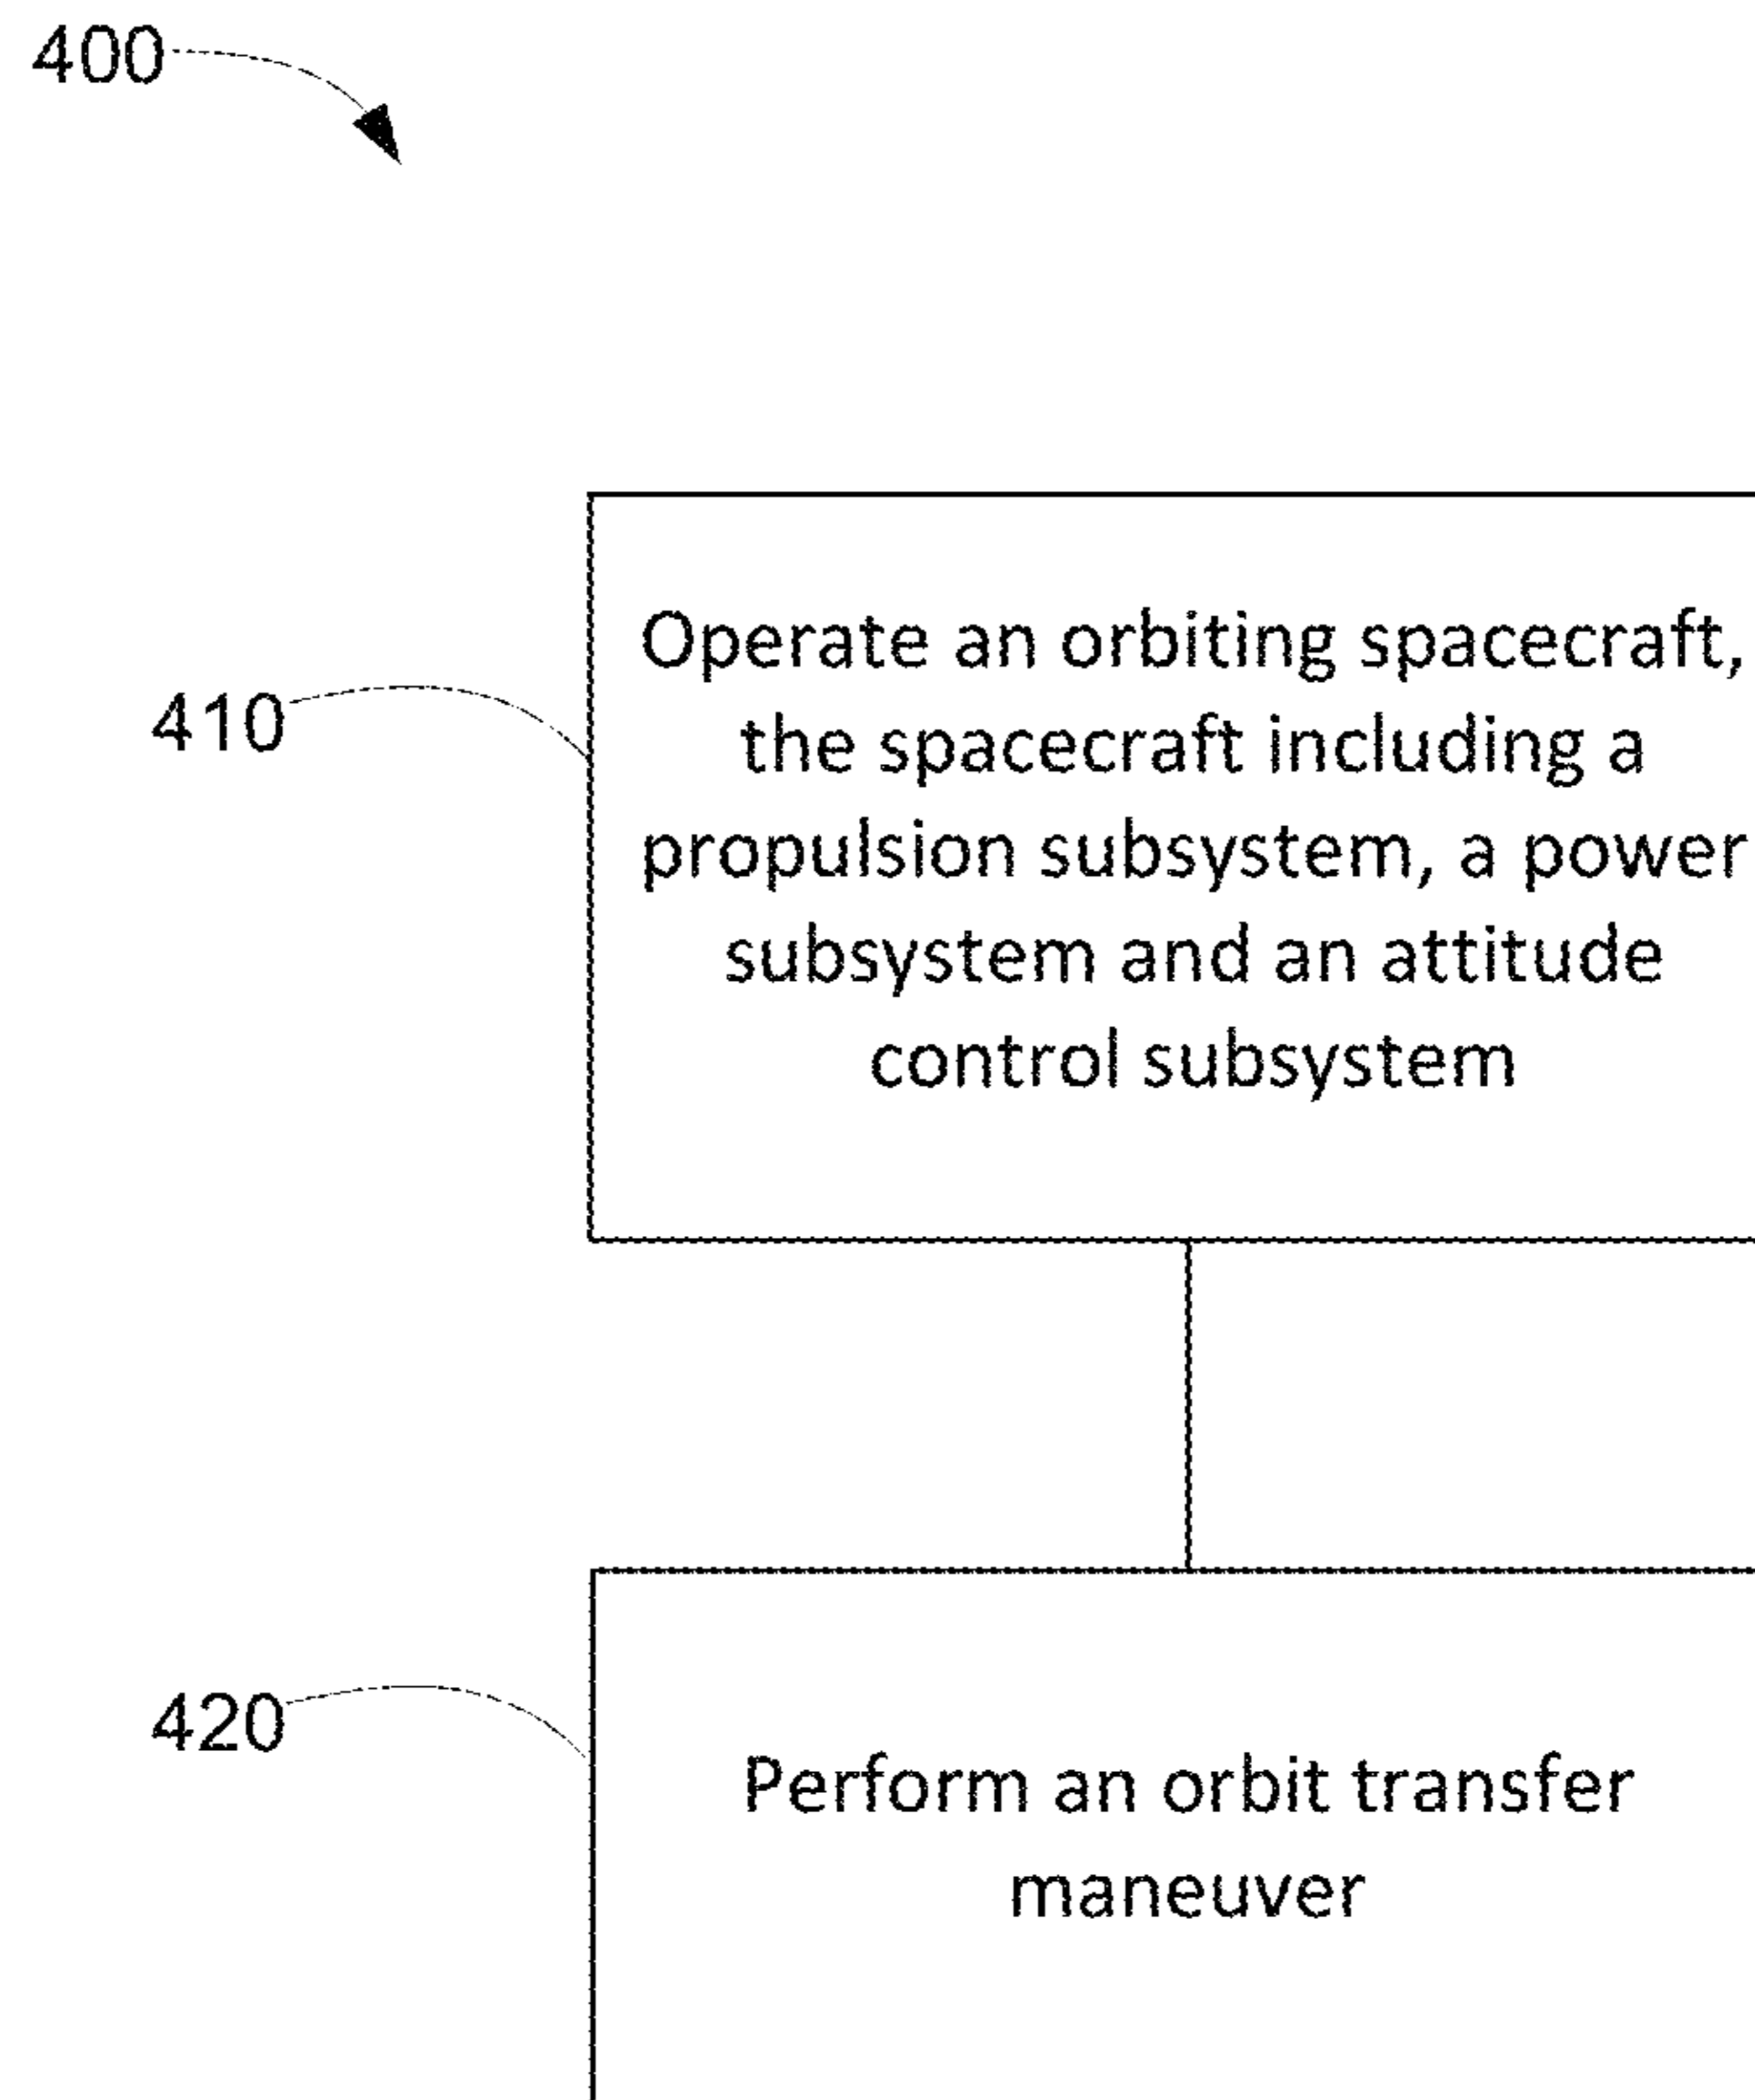 400
410
Operate an orbiting spacecraft,
the spacecraft including a
propulsion subsystem, a power
subsystem and an attitude
control subsystem
420
Perform an orbit transfer
maneuver